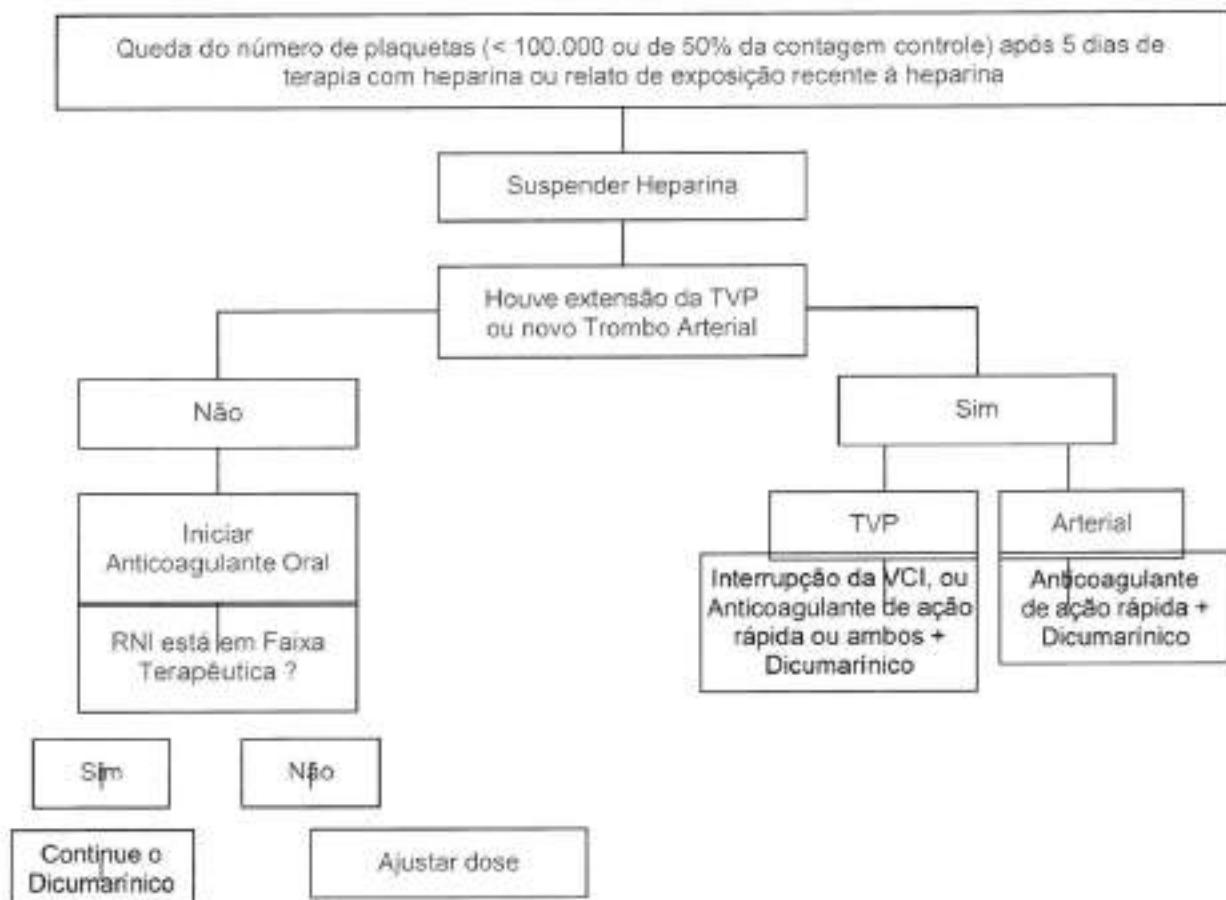 Queda do número de plaquetas (< 100.000 ou de 50% da contagem controle) após 5 dias de
terapia com heparina ou relato de exposição recente à heparina
Suspender Heparina
Houve extensão da TVP
ou novo Trombo Arterial
Não
Sim
Iniciar
Anticoagulante Oral
TVP
Arterial
Interrupção da VCI, ou
Anticoagulante de ação
rápida ou ambos +
Dicumarínico
Anticoagulante
de ação rápida +
Dicumarínico
RNI está em Faixa
Terapêutica ?
Sim
Não
Continue o
Dicumarínico
Ajustar dose